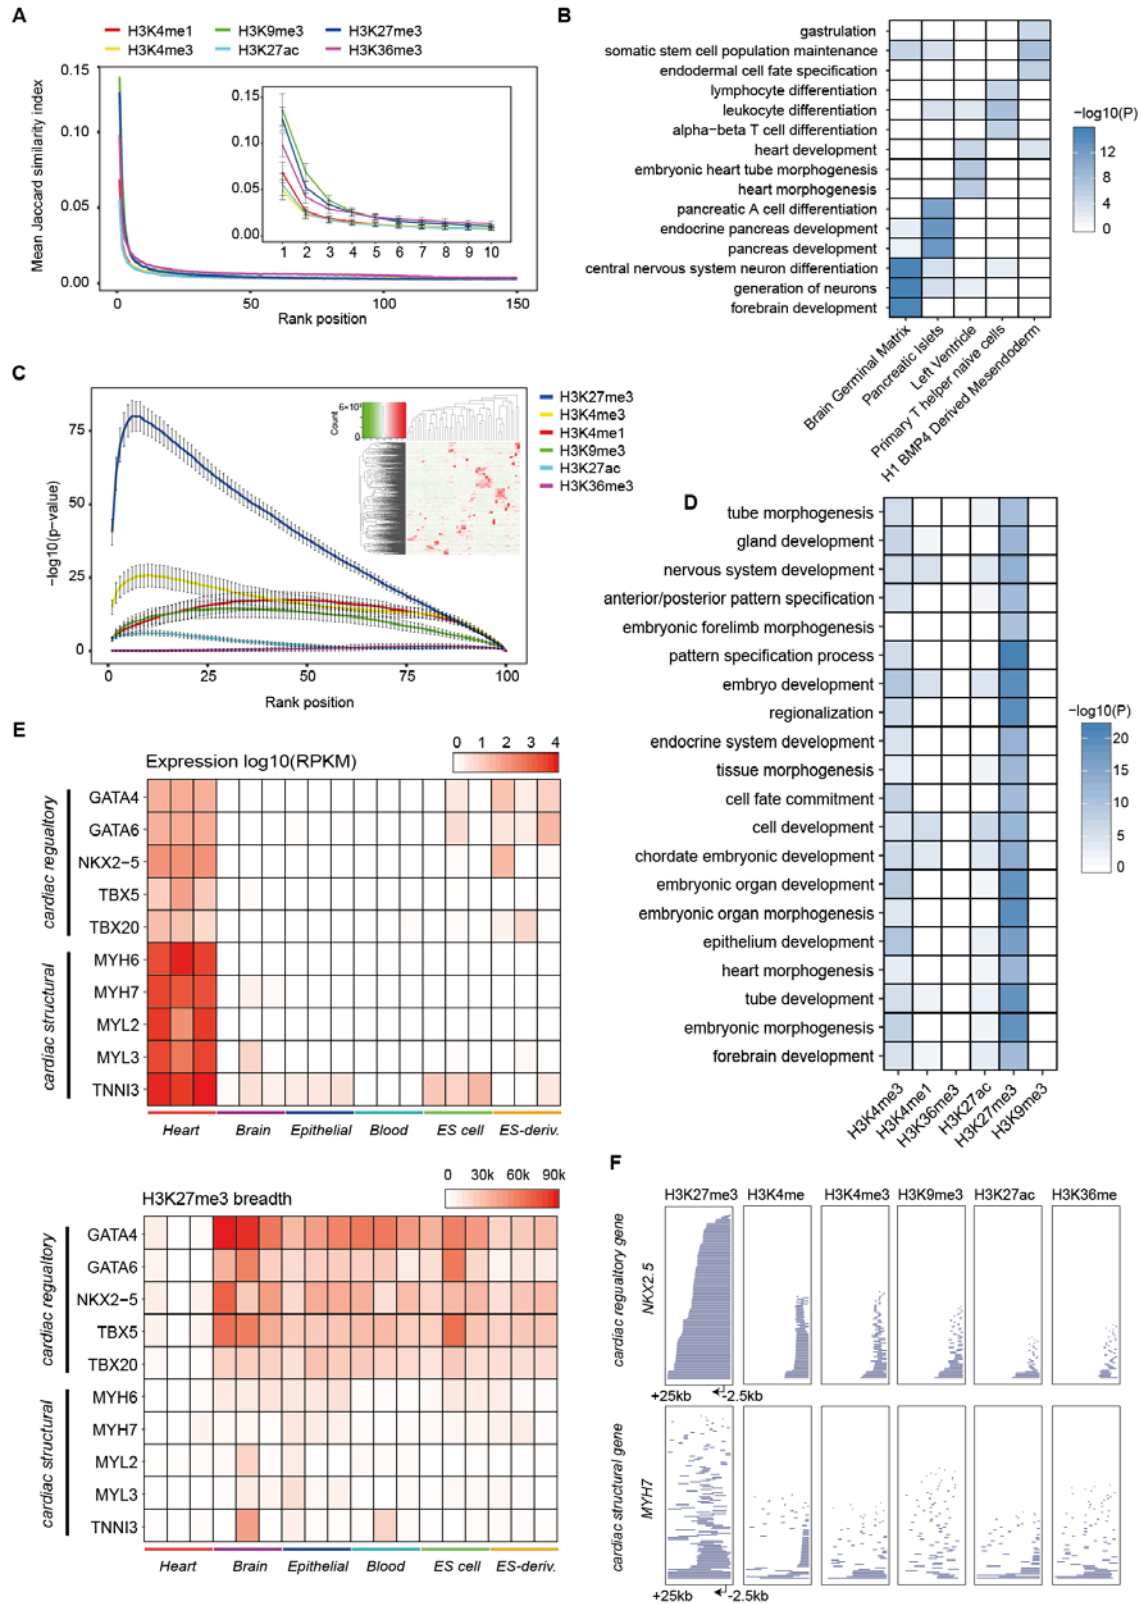 A
H3K4me1
H3K9me3
H3K27me3
H3K4me3
H3K27ac
H3K36me3
Mean Jaccard similarity index
0.15
0.10
0.05
0.00
0.15
0.10
0.05
0.00
1 2 3 4 5 6 7 8 9 10
0 50 100 150
Rank position
B
gastrulation
somatic stem cell population maintenance
endodermal cell fate specification
lymphocyte differentiation
leukocyte differentiation
alpha−beta T cell differentiation
heart development
embryonic heart tube morphogenesis
heart morphogenesis
pancreatic A cell differentiation
endocrine pancreas development
pancreas development
central nervous system neuron differentiation
generation of neurons
forebrain development
Brain Germinal Matrix
Pancreatic Islets
Left Ventricle
Primary T helper naive cells
H1 BMP4 Derived Mesendoderm
−log10(P)
12
8
4
0
C
−log10(p−value)
75
50
25
0
0 25 50 75 100
Rank position
Count
0
H3K27me3
H3K4me3
H3K4me1
H3K9me3
H3K27ac
H3K36me3
D
tube morphogenesis
gland development
nervous system development
anterior/posterior pattern specification
embryonic forelimb morphogenesis
pattern specification process
embryo development
regionalization
endocrine system development
tissue morphogenesis
cell fate commitment
cell development
chordate embryonic development
embryonic organ development
embryonic organ morphogenesis
epithelium development
heart morphogenesis
tube development
embryonic morphogenesis
forebrain development
H3K4me3
H3K4me1
H3K36me3
H3K27ac
H3K27me3
H3K9me3
−log10(P)
20
15
10
5
0
E
Expression log10(RPKM)
0 1 2 3 4
cardiac regualtory
GATA4
GATA6
NKX2−5
TBX5
TBX20
cardiac structural
MYH6
MYH7
MYL2
MYL3
TNNI3
Heart Brain Epithelial Blood ES cell ES-deriv.
H3K27me3 breadth
0 30k 60k 90k
cardiac regualtory
GATA4
GATA6
NKX2−5
TBX5
TBX20
cardiac structural
MYH6
MYH7
MYL2
MYL3
TNNI3
Heart Brain Epithelial Blood ES cell ES-deriv.
F
H3K27me3 H3K4me H3K4me3 H3K9me3 H3K27ac H3K36me
cardiac regualtory gene
NKX2.5
+25kb -2.5kb
cardiac structural gene
MYH7
+25kb -2.5kb